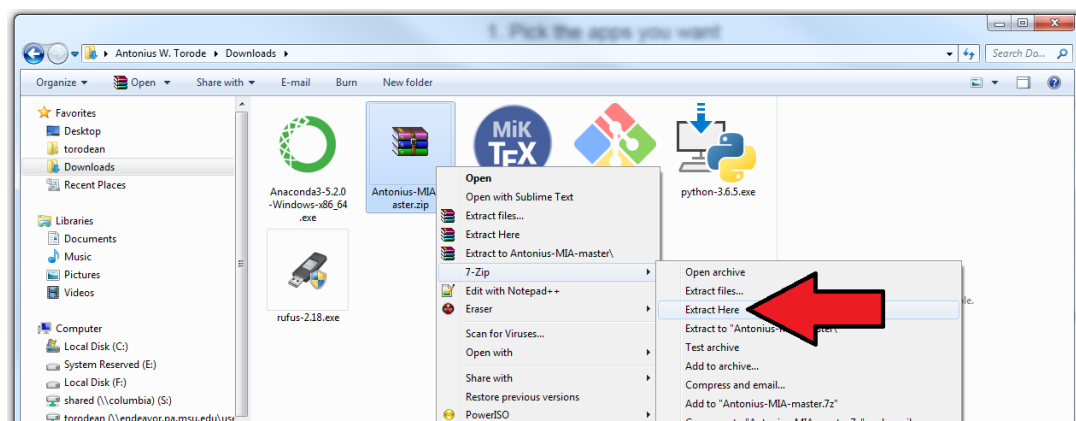 1. Pick the apps you want
Antonius W. Torode Downloads
Search Do...
Organize Open Share with E-mail Burn New folder
Favorites
Desktop
torodean
Downloads
Recent Places
Libraries
Documents
Music
Pictures
Videos
Computer
Local Disk (C:)
System Reserved (E:)
Local Disk (F:)
shared (\\columbia) (S:)
torodean (\\endeavor.pa.msu.edu\use
MiK
TEX
Anaconda3-5.2.0
-Windows-x86_64
.exe
Antonius-MIA
aster.zip
python-3.6.5.exe
rufus-2.18.exe
Open
Open with Sublime Text
Extract files...
Extract Here
Extract to Antonius-MIA-master\
7-Zip
Edit with Notepad++
Eraser
Scan for Viruses...
Open with
Share with
Restore previous versions
PowerISO
Open archive
Extract files...
Extract Here
Extract to "Antonius-
Test archive
Add to archive...
Compress and email...
Add to "Antonius-MIA-master.7z"